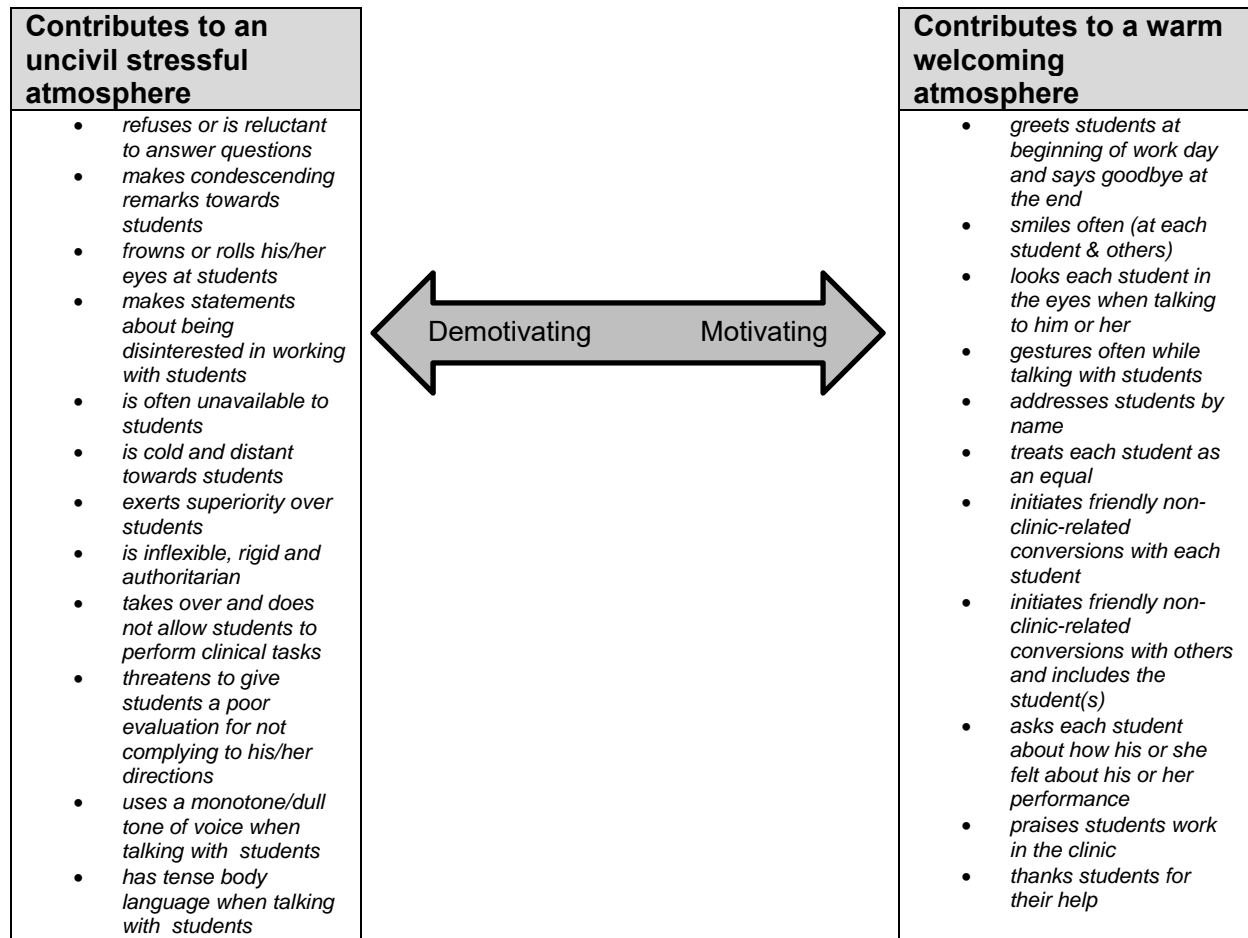 Contributes to an
uncivil stressful
atmosphere
• refuses or is reluctant
to answer questions
• makes condescending
remarks towards
students
• frowns or rolls his/her
eyes at students
• makes statements
about being
disinterested in working
with students
• is often unavailable to
students
• is cold and distant
towards students
• exerts superiority over
students
• is inflexible, rigid and
authoritarian
• takes over and does
not allow students to
perform clinical tasks
• threatens to give
students a poor
evaluation for not
complying to his/her
directions
• uses a monotone/dull
tone of voice when
talking with students
• has tense body
language when talking
with students
Demotivating Motivating
Contributes to a warm
welcoming
atmosphere
• greets students at
beginning of work day
and says goodbye at
the end
• smiles often (at each
student & others)
• looks each student in
the eyes when talking
to him or her
• gestures often while
talking with students
• addresses students by
name
• treats each student as
an equal
• initiates friendly non-
clinic-related
conversions with each
student
• initiates friendly non-
clinic-related
conversions with others
and includes the
student(s)
• asks each student
about how his or she
felt about his or her
performance
• praises students work
in the clinic
• thanks students for
their help